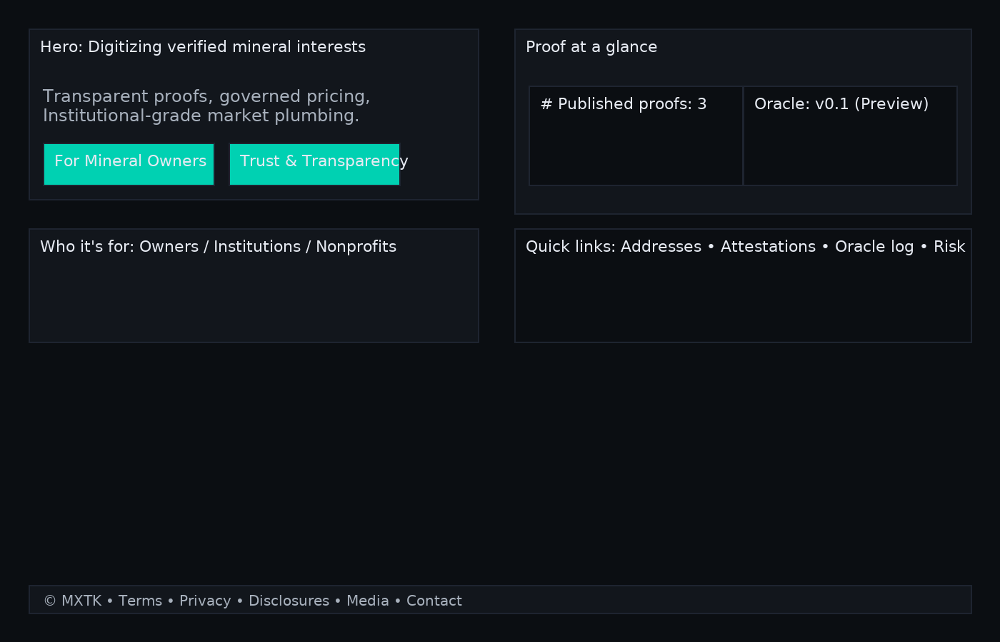 Hero: Digitizing verified mineral interests
Transparent proofs, governed pricing,
Institutional-grade market plumbing.
For Mineral Owners
Trust & Transparency
Proof at a glance
# Published proofs: 3
Oracle: v0.1 (Preview)
Who it's for: Owners / Institutions / Nonprofits
Quick links: Addresses • Attestations • Oracle log • Risk
© MXTK • Terms • Privacy • Disclosures • Media • Contact